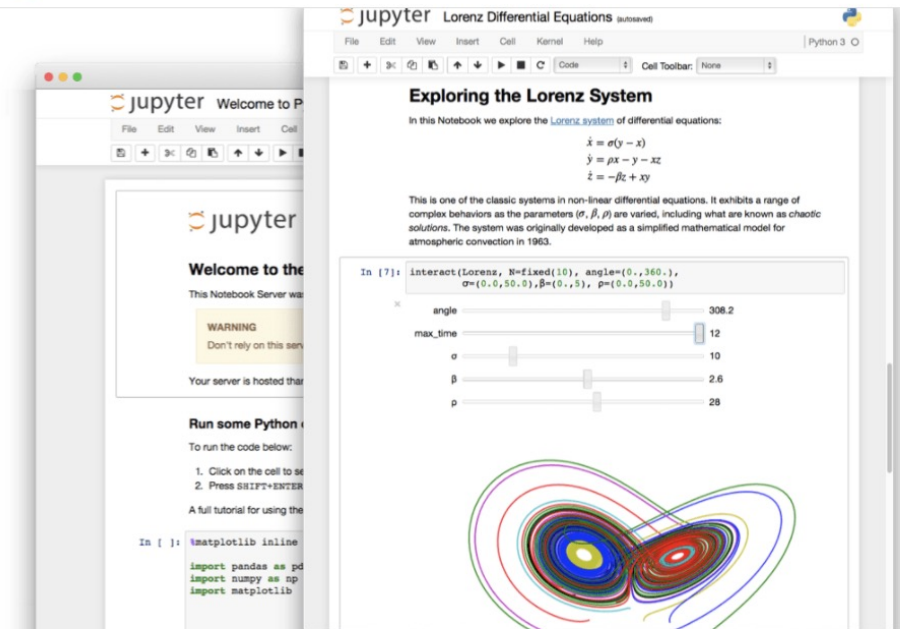 jupyter Welcome to P
File Edit View Insert Cell
jupyter
Welcome to the
This Notebook Server was
WARNING
Don't rely on this serv
Your server is hosted than
Run some Python
To run the code below:
1. Click on the cell to se
2. Press SHIFT+ENTER
A full tutorial for using the
In [ ]: %matplotlib inline
import pandas as pd
import numpy as np
import matplotlib
jupyter Lorenz Differential Equations (autosaved)
File Edit View Insert Cell Kernel Help Python 3
Code Cell Toolbar: None
Exploring the Lorenz System
In this Notebook we explore the Lorenz system of differential equations:
ẋ = σ(y − x)
ẏ = ρx − y − xz
ż = −βz + xy
This is one of the classic systems in non-linear differential equations. It exhibits a range of
complex behaviors as the parameters (σ, β, ρ) are varied, including what are known as chaotic
solutions. The system was originally developed as a simplified mathematical model for
atmospheric convection in 1963.
In [7]: interact(Lorenz, N=fixed(10), angle=(0.,360.),
σ=(0.0,50.0),β=(0.,5), ρ=(0.0,50.0))
angle 308.2
max_time 12
σ 10
β 2.6
ρ 28